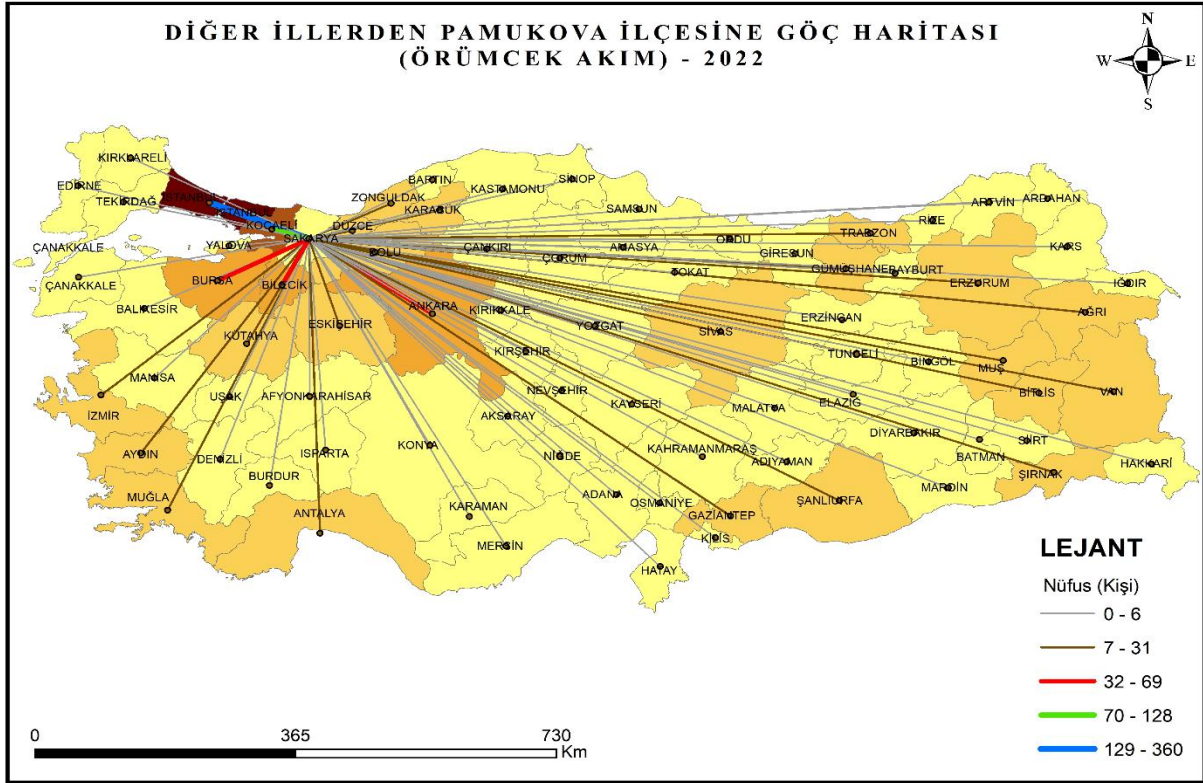 DİĞER İLLERDEN PAMUKOVA İLÇESİNE GÖÇ HARİTASI
(ÖRÜMCEK AKIM) - 2022
N
W E
S
KIRKLARELİ
EDİRNE
TEKİRDAĞ
İSTANBUL
İSTANBUL
KOCAELİ
YALOVA
SAKARYA
DÜZCE
ZONGULDAK
BARTIN
KARABÜK
KASTAMONU
SİNOP
SAMSUN
ÇANAKKALE
ÇANAKKALE
BALIKESİR
BURSA
BİLECİK
BOLU
ÇANKIRI
ÇORUM
AMASYA
TOKAT
ORDU
GİRESUN
TRABZON
RİZE
ARTVİN
ARDAHAN
KARS
GÜMÜŞHANE
BAYBURT
ERZURUM
IĞDIR
AĞRI
KÜTAHYA
ESKİŞEHİR
ANKARA
KIRIKKALE
YOZGAT
SİVAS
ERZİNCAN
TUNCELİ
BİNGÖL
MUŞ
BİTLİS
VAN
MANİSA
UŞAK
AFYONKARAHİSAR
KIRŞEHİR
NEVŞEHİR
KAYSERİ
MALATYA
ELAZIĞ
DİYARBAKIR
BATMAN
SİİRT
ŞIRNAK
HAKKARİ
İZMİR
AYDIN
DENİZLİ
ISPARTA
BURDUR
KONYA
AKSARAY
NİĞDE
KAHRAMANMARAŞ
ADIYAMAN
ŞANLIURFA
MARDİN
MUĞLA
ANTALYA
KARAMAN
MERSİN
ADANA
OSMANİYE
GAZİANTEP
KİLİS
HATAY
LEJANT
Nüfus (Kişi)
0 - 6
7 - 31
32 - 69
70 - 128
129 - 360
0 365 730
Km